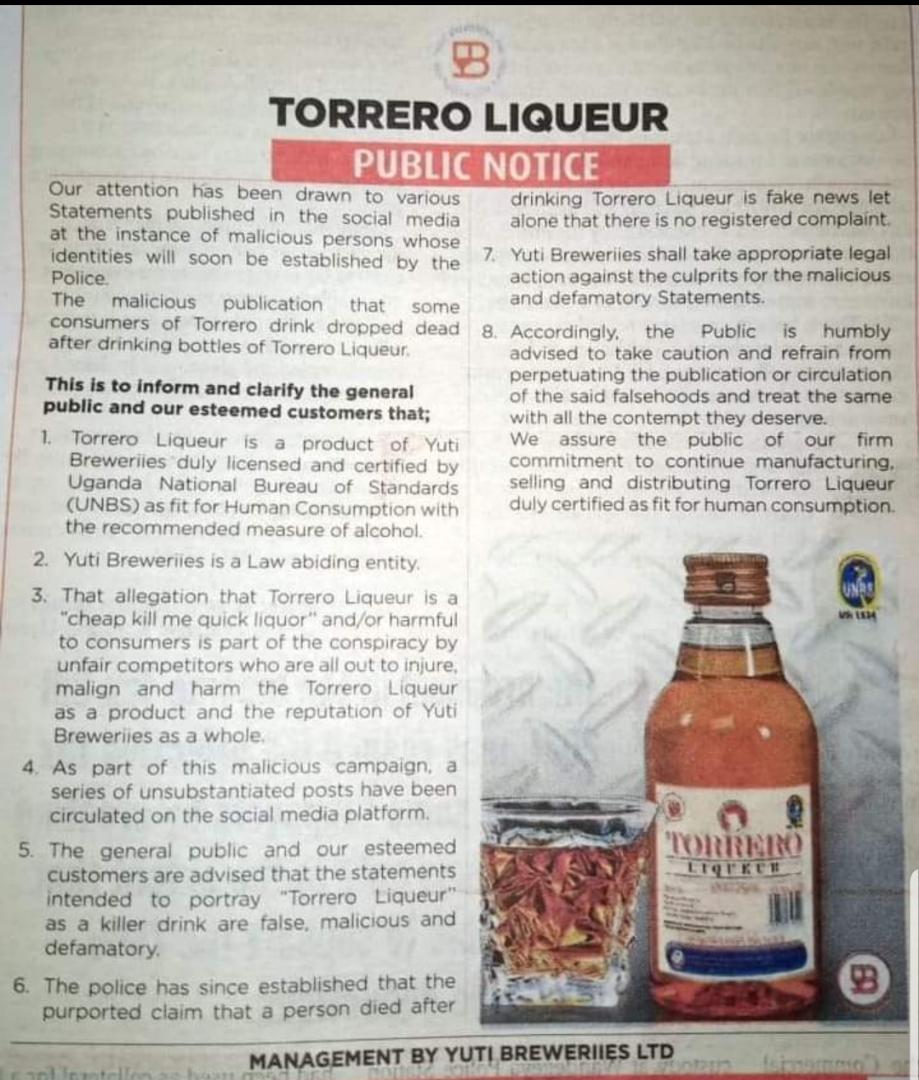 B
TORRERO LIQUEUR
PUBLIC NOTICE
Our attention has been drawn to various
Statements published in the social media
at the instance of malicious persons whose
identities will soon be established by the
Police.
The malicious publication that some
consumers of Torrero drink dropped dead
after drinking bottles of Torrero Liqueur.
This is to inform and clarify the general
public and our esteemed customers that;
1. Torrero Liqueur is a product of Yuti
Breweriies duly licensed and certified by
Uganda National Bureau of Standards
(UNBS) as fit for Human Consumption with
the recommended measure of alcohol.
2. Yuti Breweriies is a Law abiding entity.
3. That allegation that Torrero Liqueur is a
"cheap kill me quick liquor" and/or harmful
to consumers is part of the conspiracy by
unfair competitors who are all out to injure,
malign and harm the Torrero Liqueur
as a product and the reputation of Yuti
Breweriies as a whole.
4. As part of this malicious campaign, a
series of unsubstantiated posts have been
circulated on the social media platform.
5. The general public and our esteemed
customers are advised that the statements
intended to portray "Torrero Liqueur"
as a killer drink are false, malicious and
defamatory.
6. The police has since established that the
purported claim that a person died after
drinking Torrero Liqueur is fake news let
alone that there is no registered complaint.
7. Yuti Breweriies shall take appropriate legal
action against the culprits for the malicious
and defamatory Statements.
8. Accordingly, the Public is humbly
advised to take caution and refrain from
perpetuating the publication or circulation
of the said falsehoods and treat the same
with all the contempt they deserve.
We assure the public of our firm
commitment to continue manufacturing,
selling and distributing Torrero Liqueur
duly certified as fit for human consumption.
UNBS
TORRERO
LIQUEUR
B
MANAGEMENT BY YUTI BREWERIIES LTD